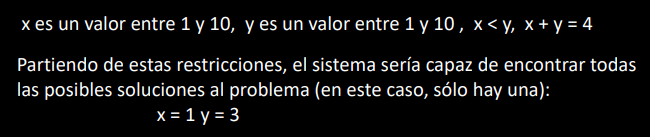 x es un valor entre 1 y 10, y es un valor entre 1 y 10 , x < y, x + y = 4
Partiendo de estas restricciones, el sistema sería capaz de encontrar todas
las posibles soluciones al problema (en este caso, sólo hay una):
x = 1 y = 3